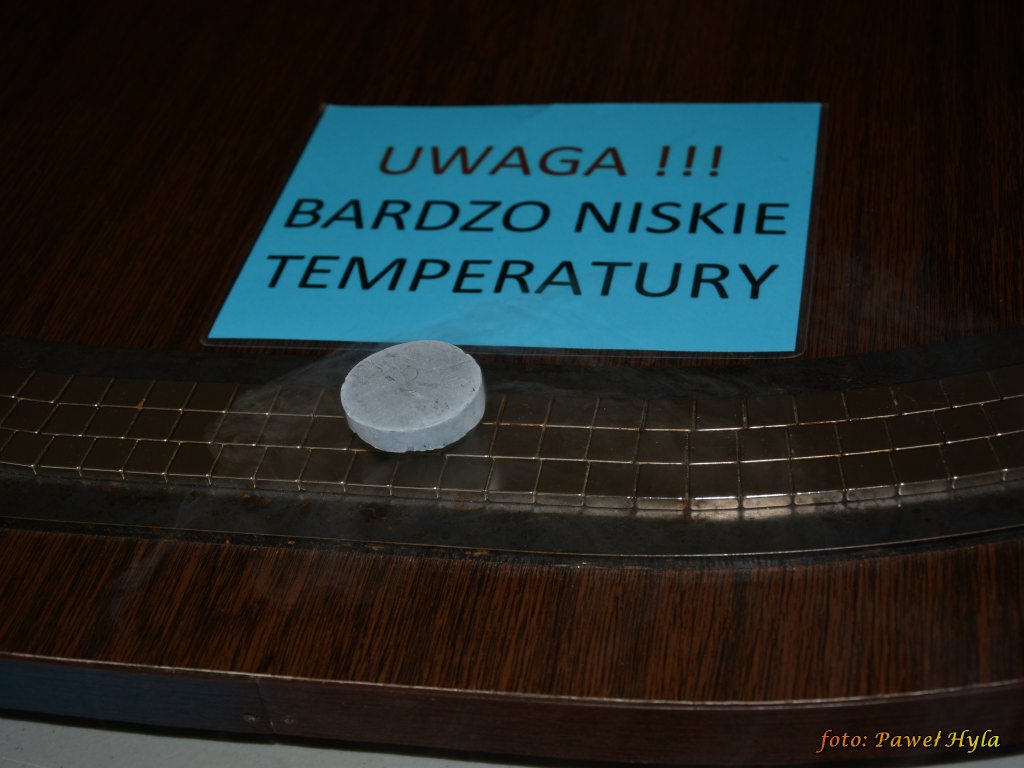 UWAGA !!!
BARDZO NISKIE
TEMPERATURY
foto: Paweł Hyla